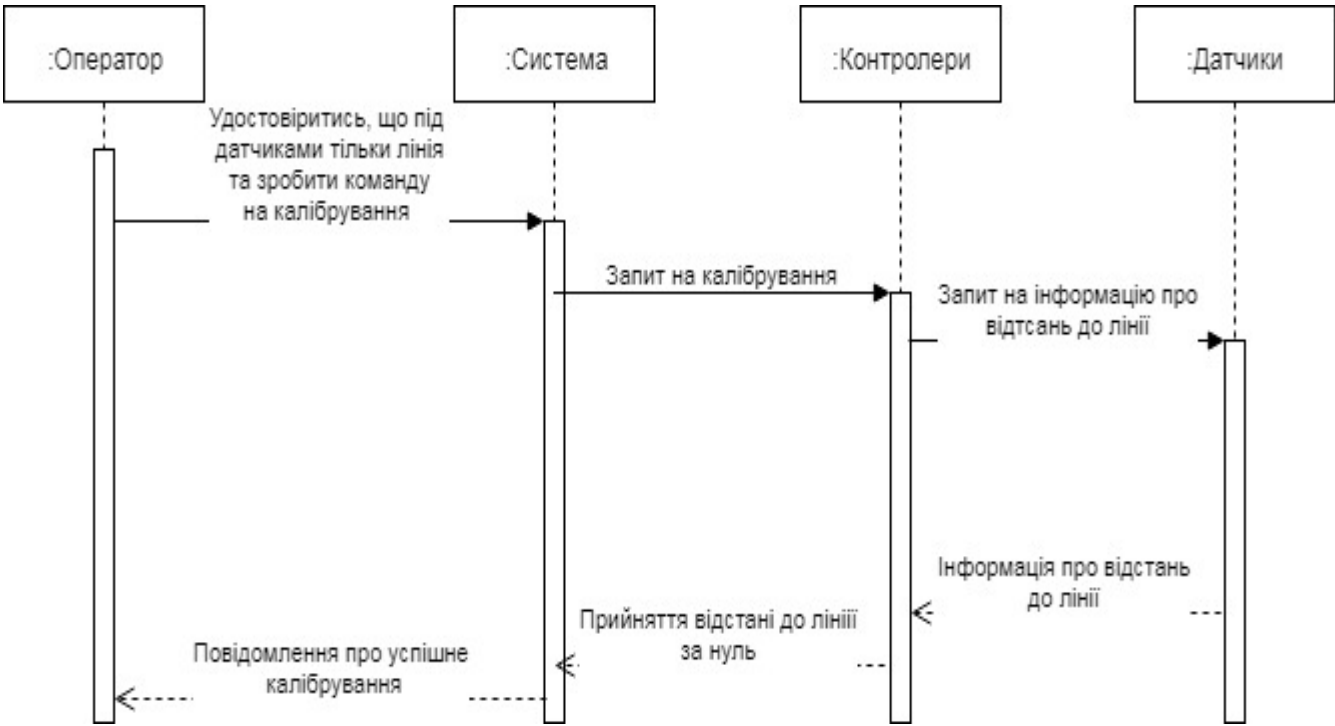 :Оператор
:Система
:Контролери
:Датчики
Удостовіритись, що під
датчиками тільки лінія
та зробити команду
на калібрування
Запит на калібрування
Запит на інформацію про
відтсань до лінії
Інформація про відстань
до лінії
Прийняття відстані до лініії
за нуль
Повідомлення про успішне
калібрування